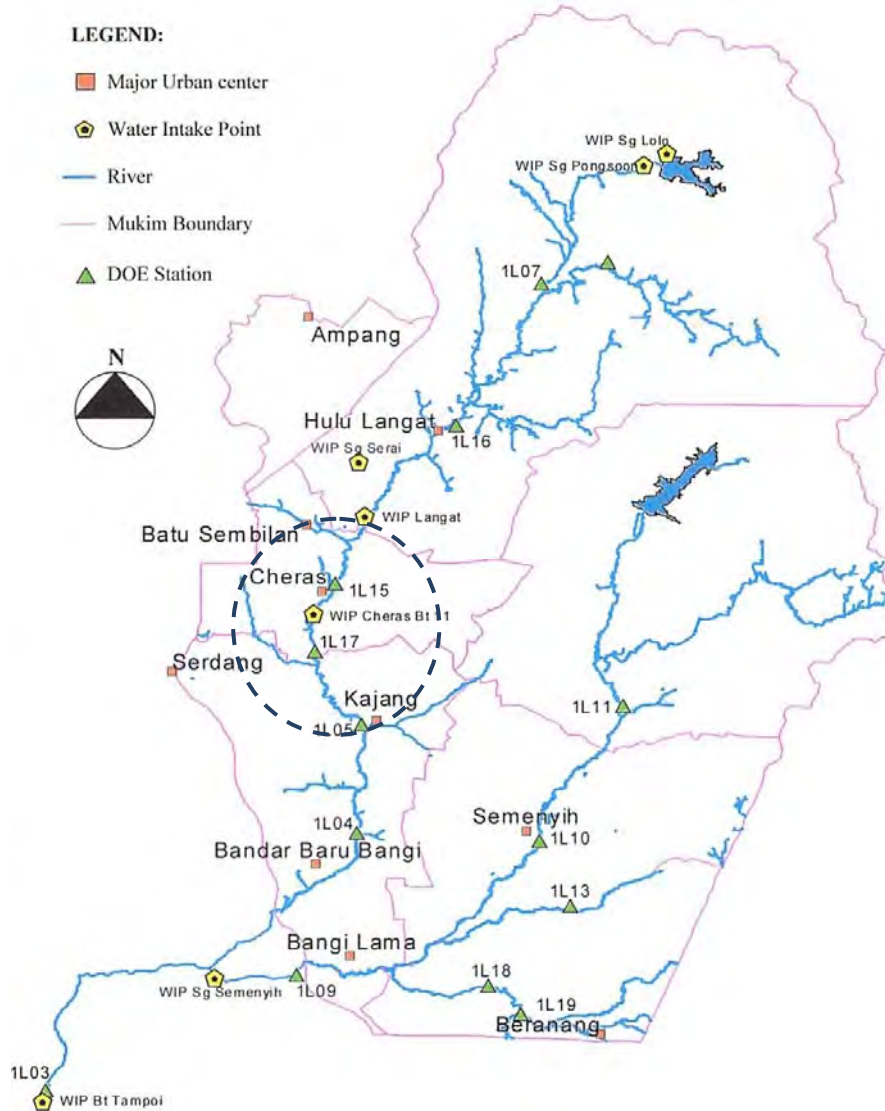 LEGEND:
Major Urban center
Water Intake Point
River
Mukim Boundary
DOE Station
N
WIP Sg Lolo
WIP Sg Pongsoon
1L07
Ampang
Hulu Langat
1L16
WIP Sg Serai
WIP Langat
Batu Sembilan
Cheras
1L15
WIP Cheras Bt 11
1L17
Serdang
Kajang
1L05
1L11
1L04
Semenyih
1L10
Bandar Baru Bangi
1L13
Bangi Lama
1L18
WIP Sg Semenyih
1L09
1L19
Beranang
1L03
WIP Bt Tampoi